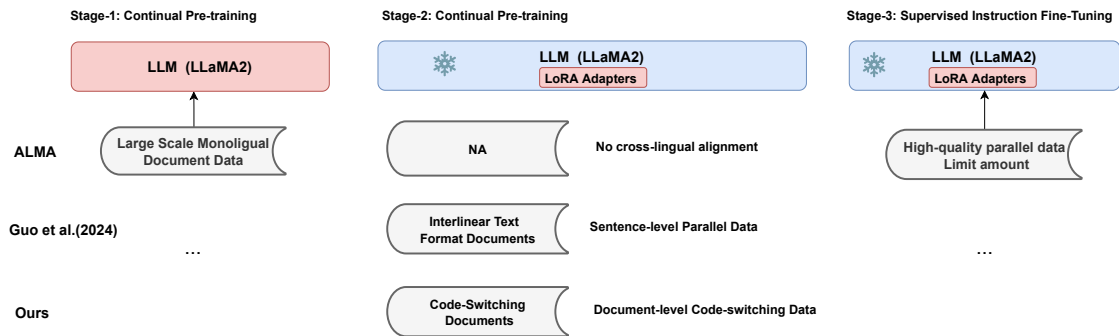 Stage-1: Continual Pre-training
Stage-2: Continual Pre-training
Stage-3: Supervised Instruction Fine-Tuning
LLM (LLaMA2)
LLM (LLaMA2)
LoRA Adapters
LLM (LLaMA2)
LoRA Adapters
ALMA
Large Scale Monoligual
Document Data
NA
No cross-lingual alignment
High-quality parallel data
Limit amount
Guo et al.(2024)
...
Interlinear Text
Format Documents
Sentence-level Parallel Data
...
Ours
Code-Switching
Documents
Document-level Code-switching Data